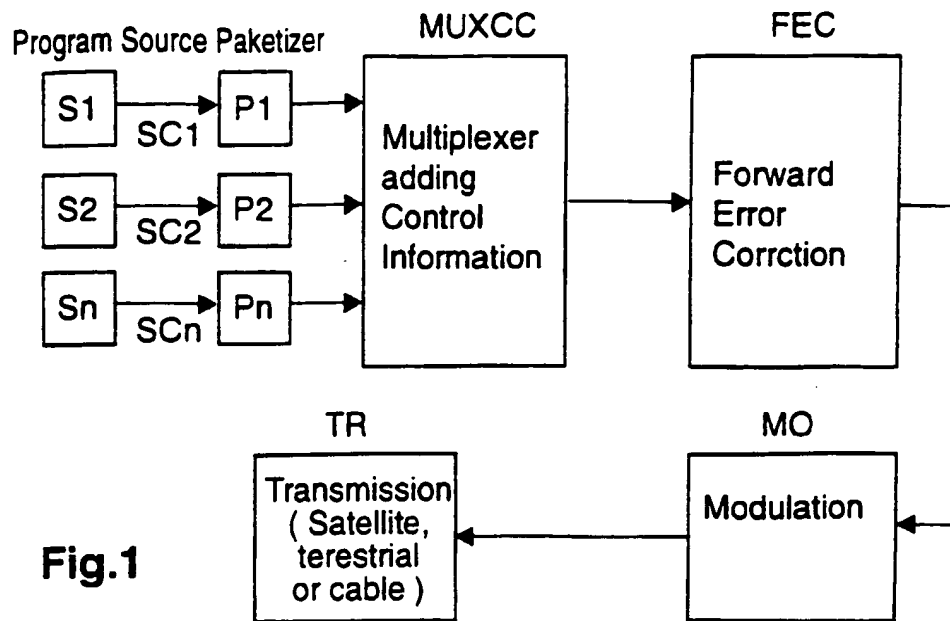 MUXCC
FEC
Program Source Paketizer
S1
SC1
P1
S2
SC2
P2
Sn
SCn
Pn
Multiplexer
adding
Control
Information
Forward
Error
Corrction
TR
MO
Transmission
( Satellite,
terestrial
or cable )
Modulation
Fig.1